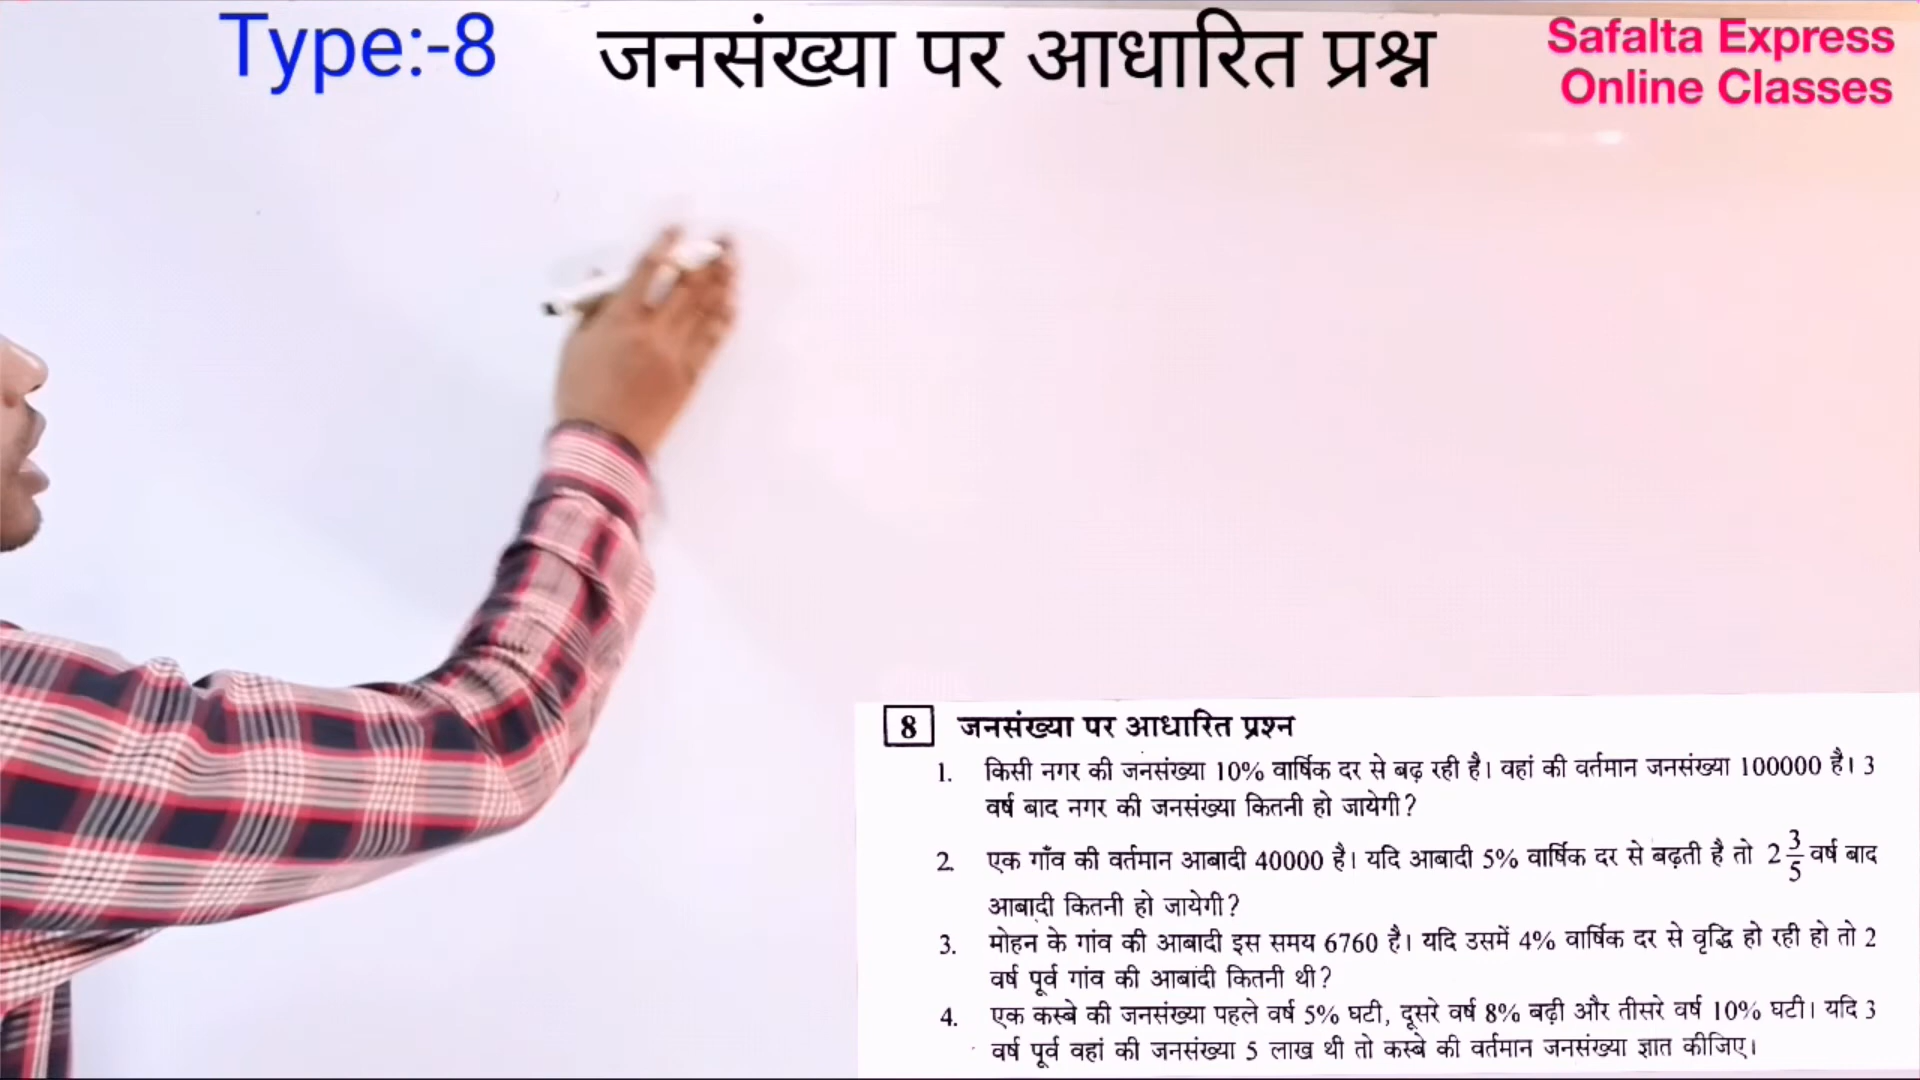 Type:-8 जनसंख्या पर आधारित प्रश्न
Safalta Express
Online Classes
8 जनसंख्या पर आधारित प्रश्न
1. किसी नगर की जनसंख्या 10% वार्षिक दर से बढ़ रही है। वहां की वर्तमान जनसंख्या 100000 है। 3
वर्ष बाद नगर की जनसंख्या कितनी हो जायेगी?
2. एक गाँव की वर्तमान आबादी 40000 है। यदि आबादी 5% वार्षिक दर से बढ़ती है तो 2 3/5 वर्ष बाद
आबादी कितनी हो जायेगी?
3. मोहन के गांव की आबादी इस समय 6760 है। यदि उसमें 4% वार्षिक दर से वृद्धि हो रही हो तो 2
वर्ष पूर्व गांव की आबादी कितनी थी?
4. एक कस्बे की जनसंख्या पहले वर्ष 5% घटी, दूसरे वर्ष 8% बढ़ी और तीसरे वर्ष 10% घटी। यदि 3
वर्ष पूर्व वहां की जनसंख्या 5 लाख थी तो कस्बे की वर्तमान जनसंख्या ज्ञात कीजिए।